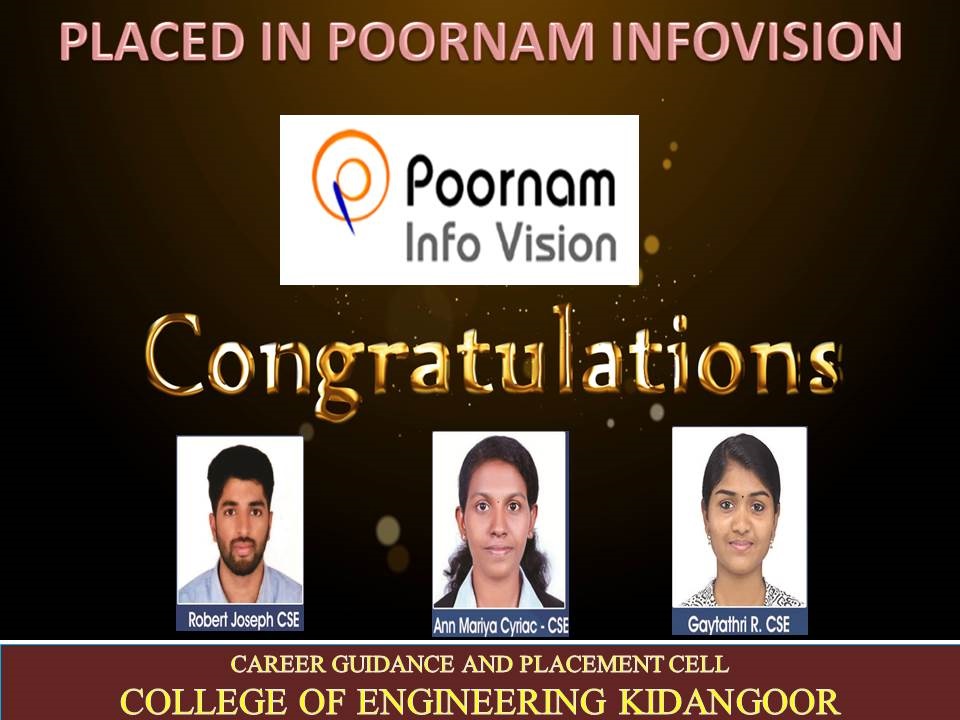 PLACED IN POORNAM INFOVISION
Poornam
Info Vision
Congratulations
Robert Joseph CSE
Ann Mariya Cyriac - CSE
Gaytathri R. CSE
CAREER GUIDANCE AND PLACEMENT CELL
COLLEGE OF ENGINEERING KIDANGOOR